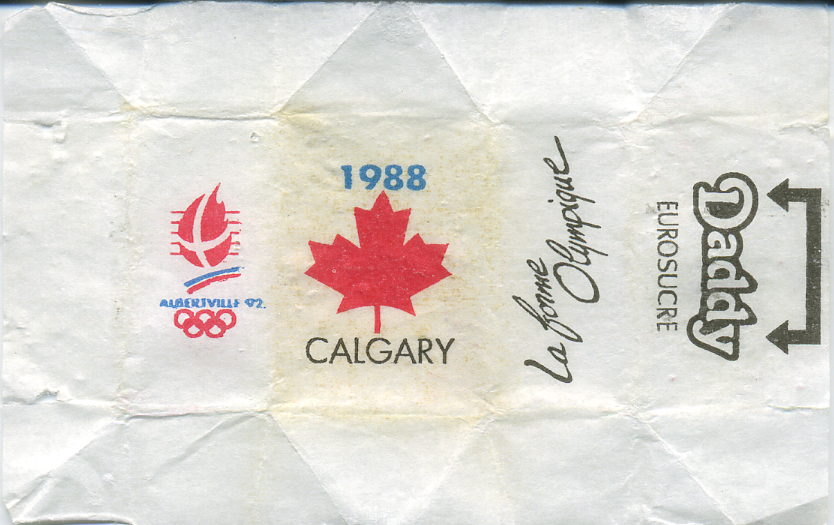 ALBERTVILLE 92
1988
CALGARY
La forme
Olympique
Daddy
EUROSUCRE